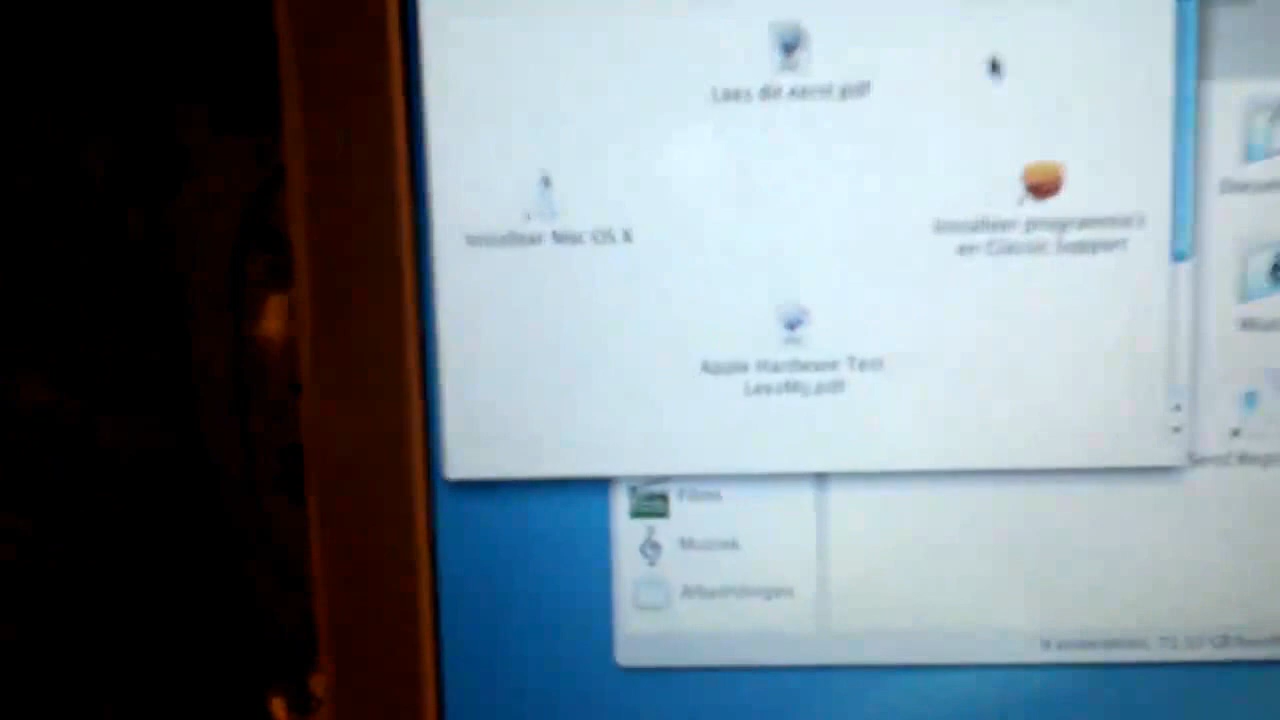 Lees dit eerst.pdf
Installeer Mac OS X
Installeer programma's
en Classic Support
Apple Hardware Test
LeesMij.pdf
Films
Muziek
Afbeeldingen